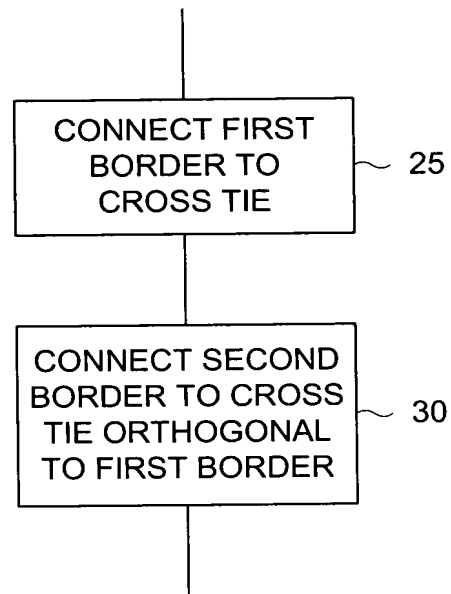 CONNECT FIRST
BORDER TO
CROSS TIE
25
CONNECT SECOND
BORDER TO CROSS
TIE ORTHOGONAL
TO FIRST BORDER
30